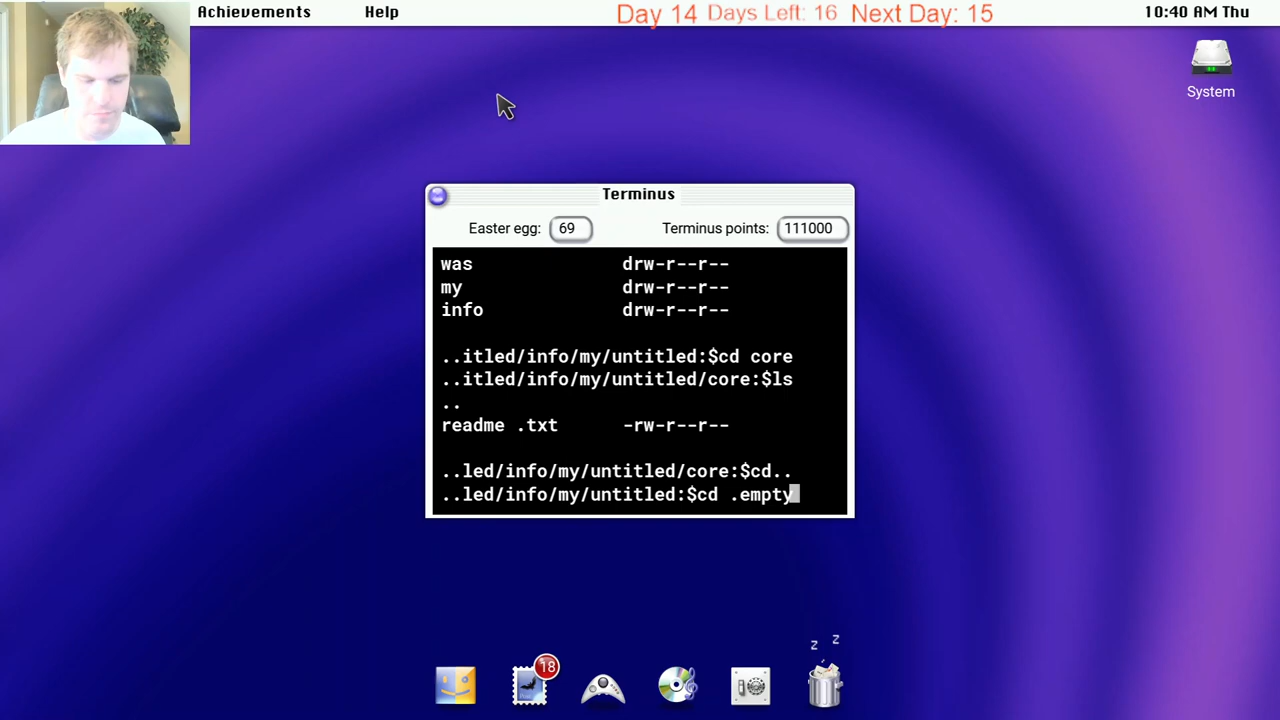 Achievements Help Day 14 Days Left: 16 Next Day: 15 10:40 AM Thu
System
Terminus
Easter egg: 69 Terminus points: 111000
was drw-r--r--
my drw-r--r--
info drw-r--r--
..itled/info/my/untitled:$cd core
..itled/info/my/untitled/core:$ls
..
readme .txt -rw-r--r--
..led/info/my/untitled/core:$cd..
..led/info/my/untitled:$cd .empty
z z
18